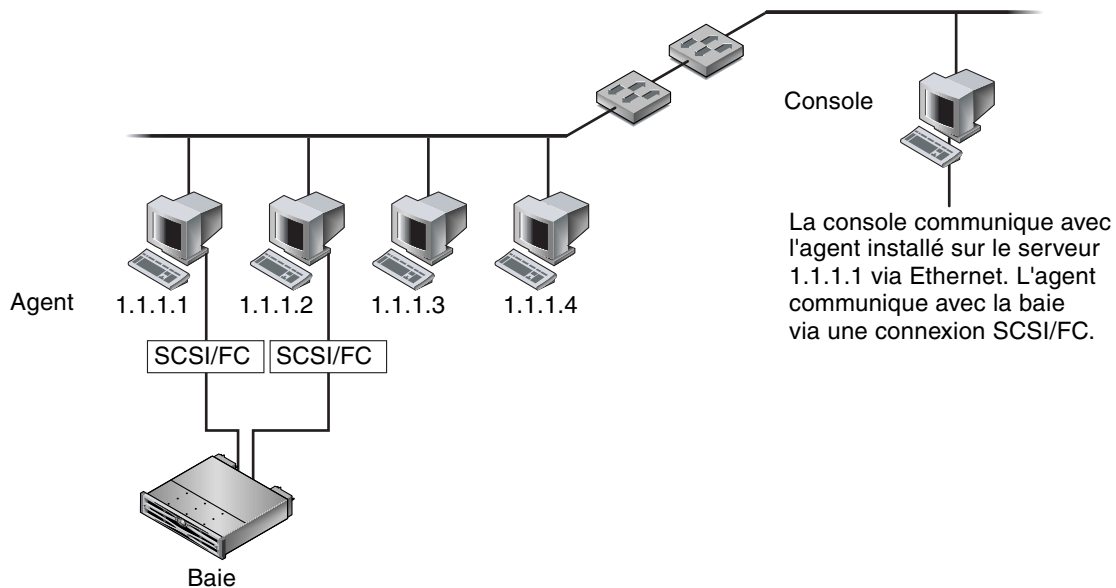 Console
La console communique avec
l'agent installé sur le serveur
1.1.1.1 via Ethernet. L'agent
communique avec la baie
via une connexion SCSI/FC.
Agent 1.1.1.1 1.1.1.2 1.1.1.3 1.1.1.4
SCSI/FC SCSI/FC
Baie